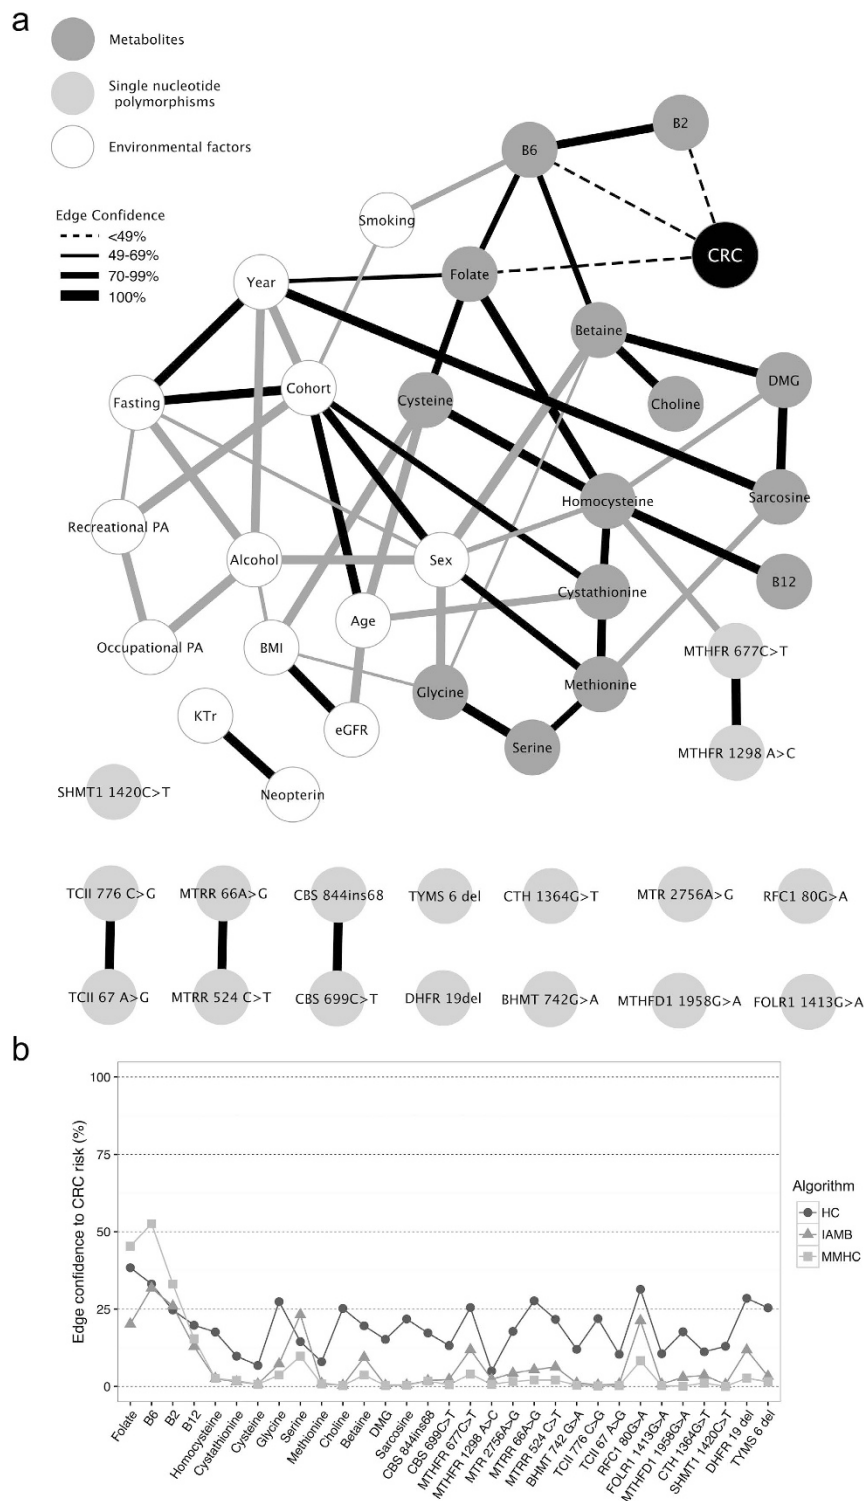 a
Metabolites
Single nucleotide
polymorphisms
Environmental factors
Edge Confidence
<49%
49-69%
70-99%
100%
B2
B6
Smoking
CRC
Folate
Year
Betaine
Cohort
DMG
Fasting
Cysteine
Choline
Homocysteine
Sarcosine
Recreational PA
Alcohol
Sex
B12
Cystathionine
Age
Occupational PA
BMI
MTHFR 677C>T
Methionine
Glycine
KTr
eGFR
Serine
MTHFR 1298 A>C
SHMT1 1420C>T
Neopterin
TCII 776 C>G
MTRR 66A>G
CBS 844ins68
TYMS 6 del
CTH 1364G>T
MTR 2756A>G
RFC1 80G>A
TCII 67 A>G
MTRR 524 C>T
CBS 699C>T
DHFR 19del
BHMT 742G>A
MTHFD1 1958G>A
FOLR1 1413G>A
b
Edge confidence to CRC risk (%)
100
75
50
25
0
Algorithm
HC
IAMB
MMHC
Folate
B6
B2
B12
Homocysteine
Cystathionine
Cysteine
Glycine
Serine
Methionine
Choline
Betaine
DMG
Sarcosine
CBS 844ins68
CBS 699C>T
MTHFR 677C>T
MTHFR 1298 A>C
MTR 2756A>G
MTRR 66A>G
MTRR 524 C>T
BHMT 742 G>A
TCII 776 C>G
TCII 67 A>G
RFC1 80G>A
FOLR1 1413G>A
MTHFD1 1958G>A
CTH 1364G>T
SHMT1 1420C>T
DHFR 19 del
TYMS 6 del